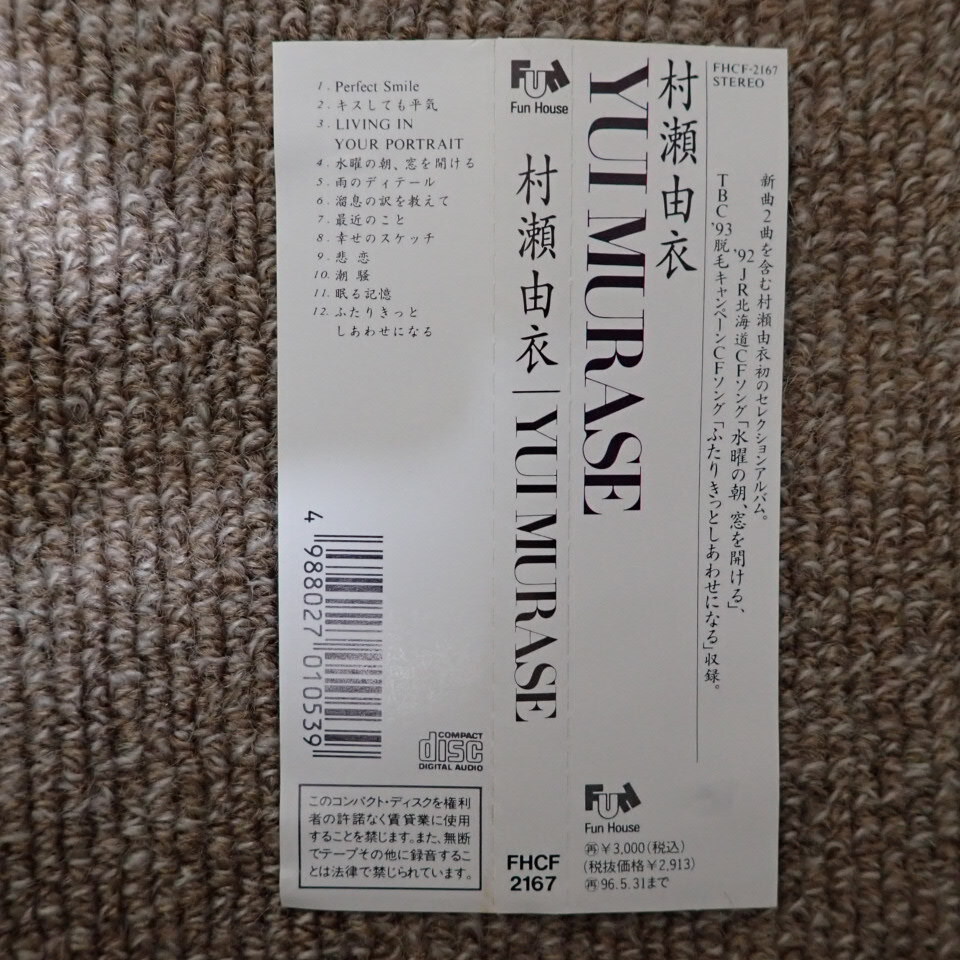 1. Perfect Smile
2. キスしても平気
3. LIVING IN
YOUR PORTRAIT
4. 水曜の朝、窓を開ける
5. 雨のディテール
6. 溜息の訳を教えて
7. 最近のこと
8. 幸せのスケッチ
9. 悲恋
10. 潮騒
11. 眠る記憶
12. ふたりきっと
しあわせになる
4 988027 010539
COMPACT
disc
DIGITAL AUDIO
このコンパクト・ディスクを権利
者の許諾なく賃貸業に使用
することを禁じます。また、無断
でテープその他に録音するこ
とは法律で禁じられています。
FUN
Fun House
村瀬由衣|YUI MURASE
FHCF
2167
FHCF-2167
STEREO
村瀬由衣
YUI MURASE
新曲2曲を含む村瀬由衣初のセレクションアルバム。
'92 JR北海道CFソング「水曜の朝、窓を開ける」、
TBC '93脱毛キャンペーンCFソング「ふたりきっとしあわせになる」収録。
FUN
Fun House
㊢¥3,000(税込)
(税抜価格¥2,913)
㊢96.5.31まで